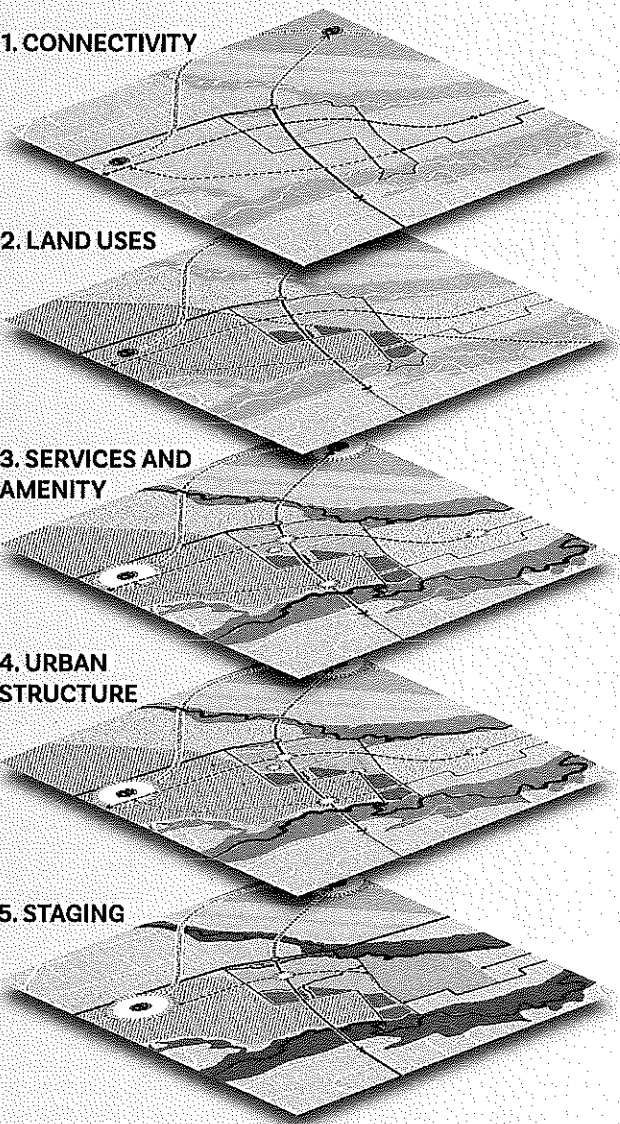 1. CONNECTIVITY
2. LAND USES
3. SERVICES AND
AMENITY
4. URBAN
STRUCTURE
5. STAGING